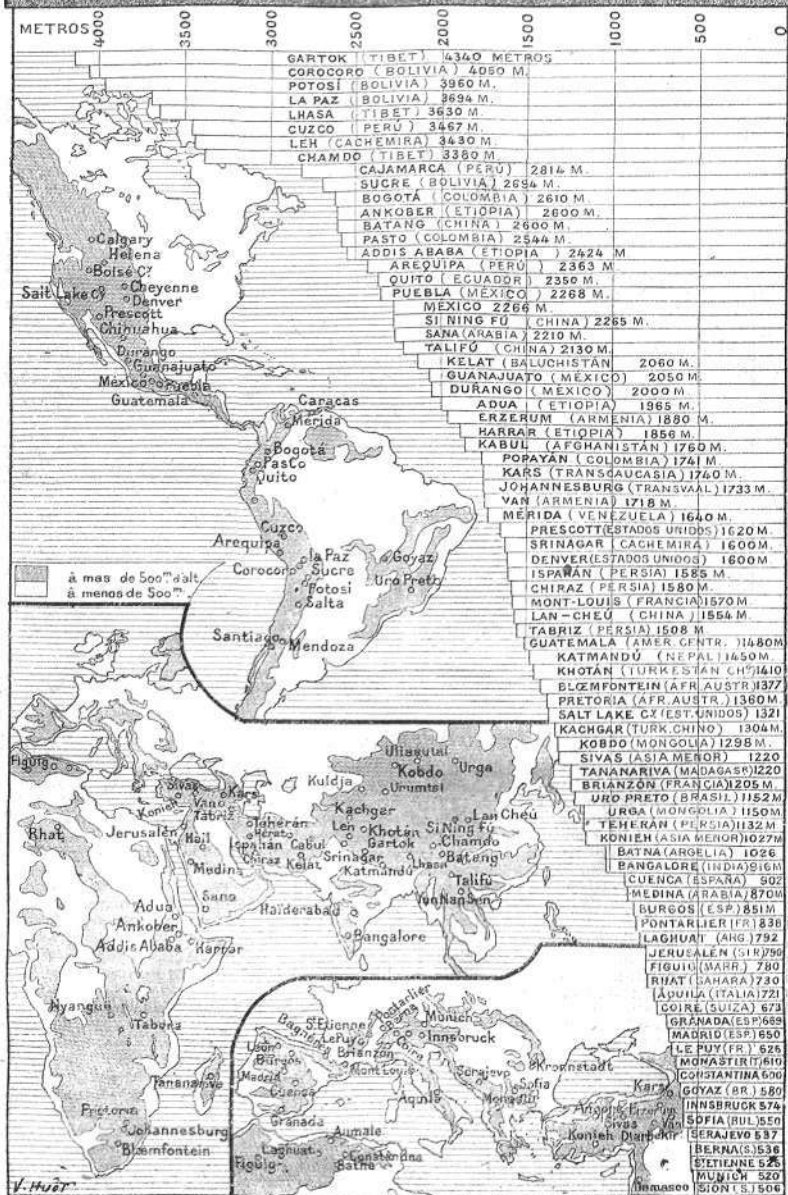 METROS
4000
3500
3000
2500
2000
1500
1000
500
0
GARTOK (TIBET) 4340 METROS
COROCORO (BOLIVIA) 4050 M.
POTOSÍ (BOLIVIA) 3960 M.
LA PAZ (BOLIVIA) 3694 M.
LHASA (TIBET) 3630 M.
CUZCO (PERÚ) 3467 M.
LEH (CACHEMIRA) 3430 M.
CHAMDO (TIBET) 3380 M.
CAJAMARCA (PERÚ) 2814 M.
SUCRE (BOLIVIA) 2694 M.
BOGOTÁ (COLOMBIA) 2610 M.
ANKOBER (ETIOPIA) 2600 M.
BATANG (CHINA) 2600 M.
PASTO (COLOMBIA) 2544 M.
ADDIS ABABA (ETIOPIA) 2424 M
AREQUIPA (PERÚ) 2363 M.
QUITO (ECUADOR) 2350 M.
PUEBLA (MÉXICO) 2268 M.
MÉXICO 2266 M.
SI NING FÚ (CHINA) 2265 M.
SANA (ARABIA) 2210 M.
TALIFÚ (CHINA) 2130 M.
KELAT (BALUCHISTÁN 2060 M.
GUANAJUATO (MÉXICO) 2050 M.
DURANGO (MÉXICO) 2000 M.
ADUA (ETIOPIA) 1965 M.
ERZERUM (ARMENIA) 1880 M.
HARRAR (ETIOPIA) 1856 M.
KABUL (AFGHANISTÁN) 1760 M.
POPAYÁN (COLOMBIA) 1741 M.
KARS (TRANSCAUCASIA) 1740 M.
JOHANNESBURG (TRANSVAAL) 1733 M.
VAN (ARMENIA) 1718 M.
MÉRIDA (VENEZUELA) 1640 M.
PRESCOTT (ESTADOS UNIDOS) 1620 M.
SRINAGAR (CACHEMIRA) 1600 M.
DENVER (ESTADOS UNIDOS) 1600 M.
ISPAHÁN (PERSIA) 1585 M.
CHIRAZ (PERSIA) 1580 M.
MONT-LOUIS (FRANCIA) 1570 M
LAN-CHEÚ (CHINA) 1554 M.
TABRIZ (PERSIA) 1508 M
GUATEMALA (AMER. CENTR.) 1480 M.
KATMANDÚ (NEPAL) 1450 M.
KHOTÁN (TURKESTÁN CHº) 1410
BLŒMFONTEIN (AFR. AUSTR.) 1377
PRETORIA (AFR. AUSTR.) 1360 M.
SALT LAKE CY (EST. UNIDOS) 1321
KACHGAR (TURK. CHINO) 1304 M.
KOBDO (MONGOLIA) 1298 M.
SIVAS (ASIA MENOR) 1220
TANANARIVA (MADAGASR) 1220
BRIANZÓN (FRANCIA) 1205 M.
URO PRETO (BRASIL) 1152 M
URGA (MONGOLIA) 1150 M.
TEHERÁN (PERSIA) 1132 M.
KONIEH (ASIA MENOR) 1027 M
BATNA (ARGELIA) 1026
BANGALORE (INDIA) 916 M
CUENCA (ESPAÑA) 902
MEDINA (ARABIA) 870 M
BURGOS (ESP.) 851 M
PONTARLIER (FR) 838
LAGHUAT (ARG.) 792
JERUSALÉN (SIR) 790
FIGUIG (MARR.) 780
RHAT (SAHARA) 730
ÁQUILA (ITALIA) 721
COIRE (SUIZA) 673
GRANADA (ESP) 669
MADRID (ESP) 650
LE PUY (FR.) 626
MONASTIR (T) 610
CONSTANTINA 600
GOYAZ (BR.) 580
INNSBRUCK 574
SOFIA (BUL) 550
SERAJEVO 537
BERNA (S.) 536
ST ETIENNE 525
MUNICH 520
SION (S.) 506
Calgary
Helena
Boisé Cy
Cheyenne
Salt Lake Cy
Denver
Prescott
Chihuahua
Durango
Guanajuato
México
Puebla
Guatemala
Caracas
Mérida
Bogotá
Pasto
Quito
Cuzco
Arequipa
la Paz
Corocoro
Sucre
Potosi
Salta
Goyaz
Uro Preto
Santiago
Mendoza
à mas de 500m d'alt.
à menos de 500m
Figuig
Rhat
Sivas
Konieh
Kars
Van
Tabriz
Jerusalén
Haïl
Medina
Sana
Teherán
Herat
Ispahán
Cabul
Chiraz
Kelat
Kuldja
Kachger
Leh
Khotán
Gartok
Srinagar
Katmandú
Uliasutai
Kobdo
Urga
Urumtsi
Lan Cheú
Si Ning fú
Chamdo
Lhasa
Batang
Talifú
Yun Nan Sen
Haïderabad
Bangalore
Adua
Ankober
Addis Ababa
Harrar
Nyangue
Tabora
Tananarive
Pretoria
Johannesburg
Blœmfontein
Pontarlier
Berna
Munich
St Etienne
Le Puy
Innsbruck
Brianzón
Coira
Mont Louis
León
Burgos
Madrid
Cuenca
Granada
Serajevo
Kronnstadt
Sofia
Aquila
Kars
Angora
Erzerum
Sivas
Van
Konieh
Diarbekir
Damasco
Aumale
Laghuat
Constandina
Figuig
Batna
V. Huot